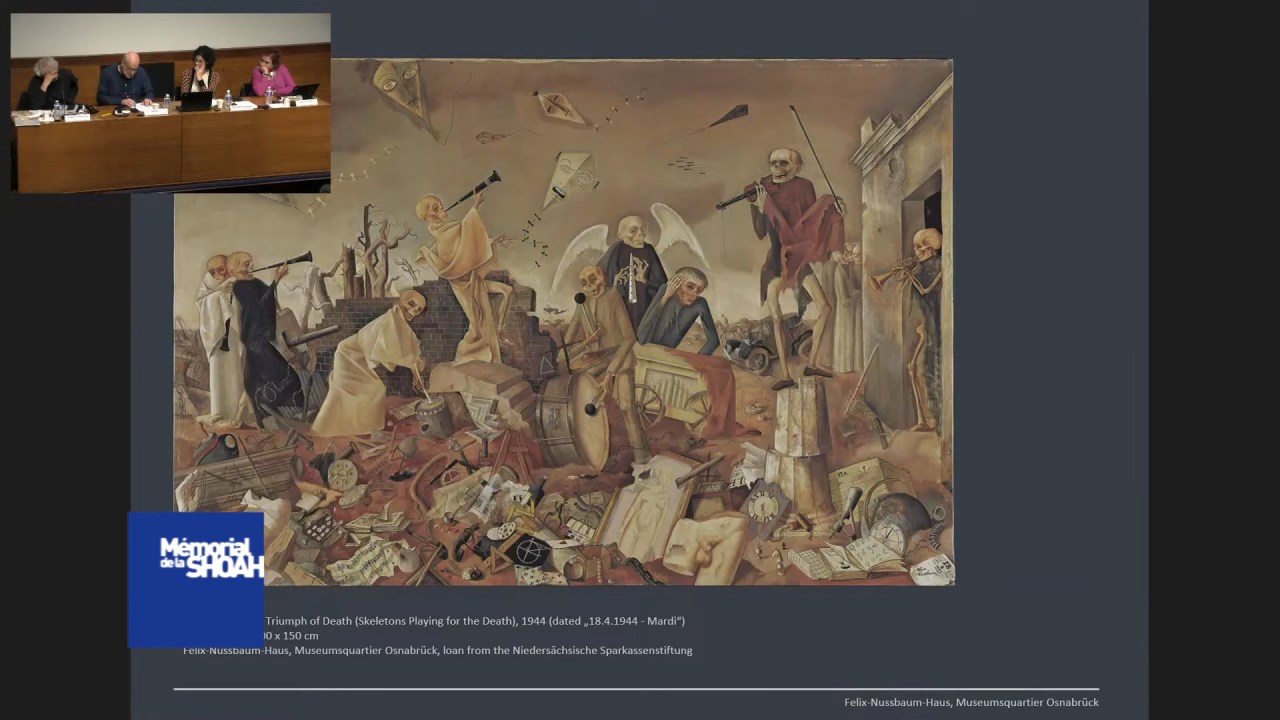 Mémorial
de la SHOAH
Triumph of Death (Skeletons Playing for the Death), 1944 (dated „18.4.1944 - Mardi“)
x 150 cm
Felix-Nussbaum-Haus, Museumsquartier Osnabrück, loan from the Niedersächsische Sparkassenstiftung
Felix-Nussbaum-Haus, Museumsquartier Osnabrück